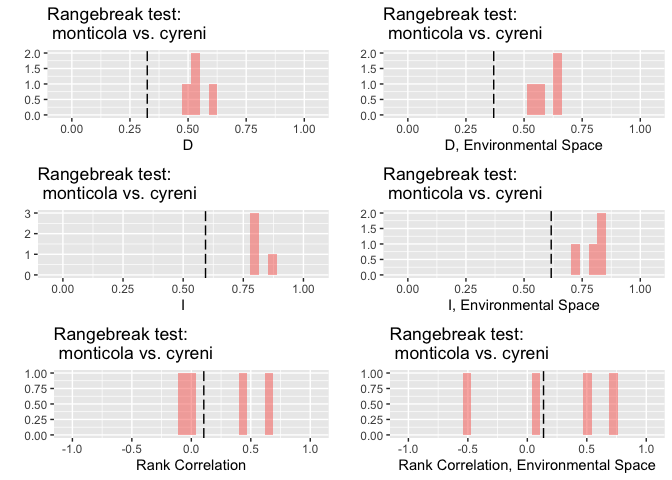 Rangebreak test:
monticola vs. cyreni
2.0
1.5
1.0
0.5
0.0
0.00 0.25 0.50 0.75 1.00
D
Rangebreak test:
monticola vs. cyreni
2.0
1.5
1.0
0.5
0.0
0.00 0.25 0.50 0.75 1.00
D, Environmental Space
Rangebreak test:
monticola vs. cyreni
3
2
1
0
0.00 0.25 0.50 0.75 1.00
I
Rangebreak test:
monticola vs. cyreni
2.0
1.5
1.0
0.5
0.0
0.00 0.25 0.50 0.75 1.00
I, Environmental Space
Rangebreak test:
monticola vs. cyreni
1.00
0.75
0.50
0.25
0.00
-1.0 -0.5 0.0 0.5 1.0
Rank Correlation
Rangebreak test:
monticola vs. cyreni
1.00
0.75
0.50
0.25
0.00
-1.0 -0.5 0.0 0.5 1.0
Rank Correlation, Environmental Space